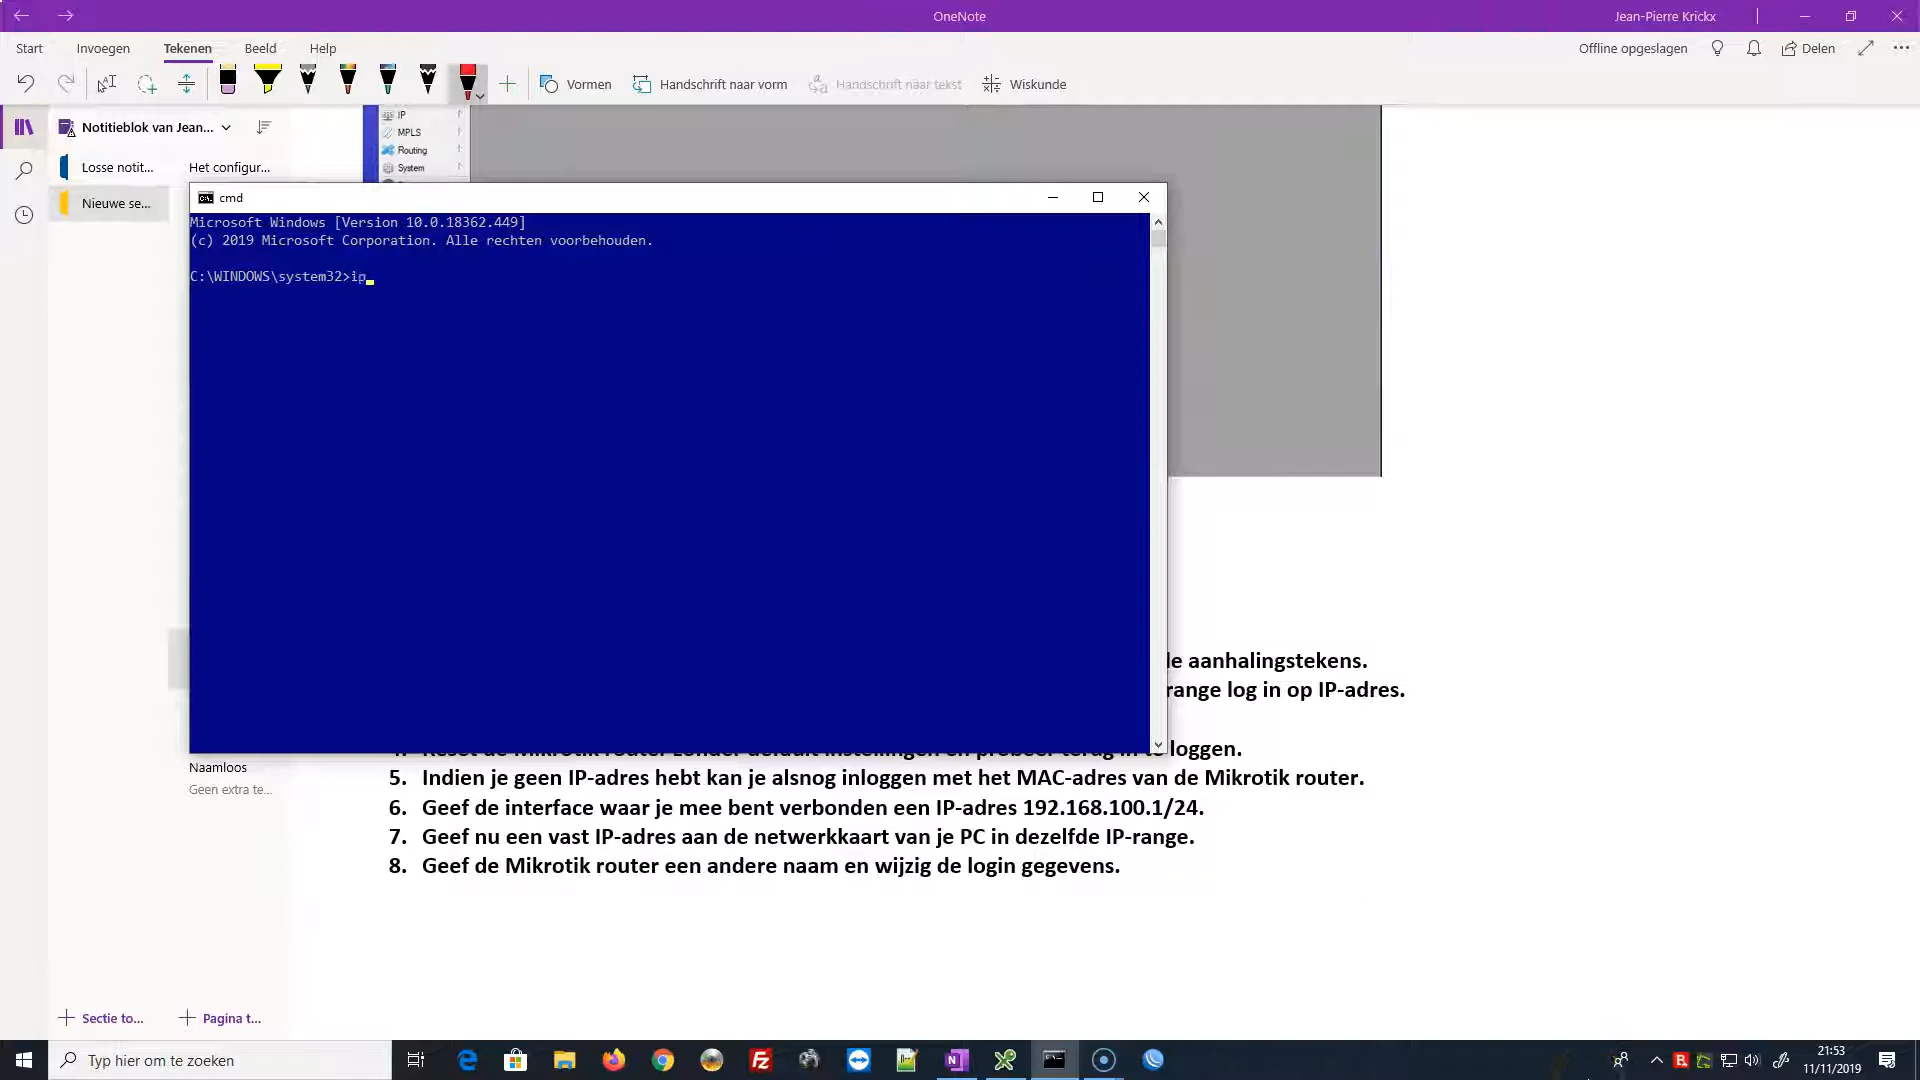 OneNote
Jean-Pierre Krickx
Start
Invoegen
Tekenen
Beeld
Help
Offline opgeslagen
Delen
Vormen
Handschrift naar vorm
Handschrift naar tekst
Wiskunde
Notitieblok van Jean...
Losse notit...
Het configur...
Nieuwe se...
IP
MPLS
Routing
System
cmd
Microsoft Windows [Version 10.0.18362.449]
(c) 2019 Microsoft Corporation. Alle rechten voorbehouden.
C:\WINDOWS\system32>ip
aanhalingstekens.
range log in op IP-adres.
loggen.
5. Indien je geen IP-adres hebt kan je alsnog inloggen met het MAC-adres van de Mikrotik router.
6. Geef de interface waar je mee bent verbonden een IP-adres 192.168.100.1/24.
7. Geef nu een vast IP-adres aan de netwerkkaart van je PC in dezelfde IP-range.
8. Geef de Mikrotik router een andere naam en wijzig de login gegevens.
Naamloos
Geen extra te...
Sectie to...
Pagina t...
Typ hier om te zoeken
21:53
11/11/2019